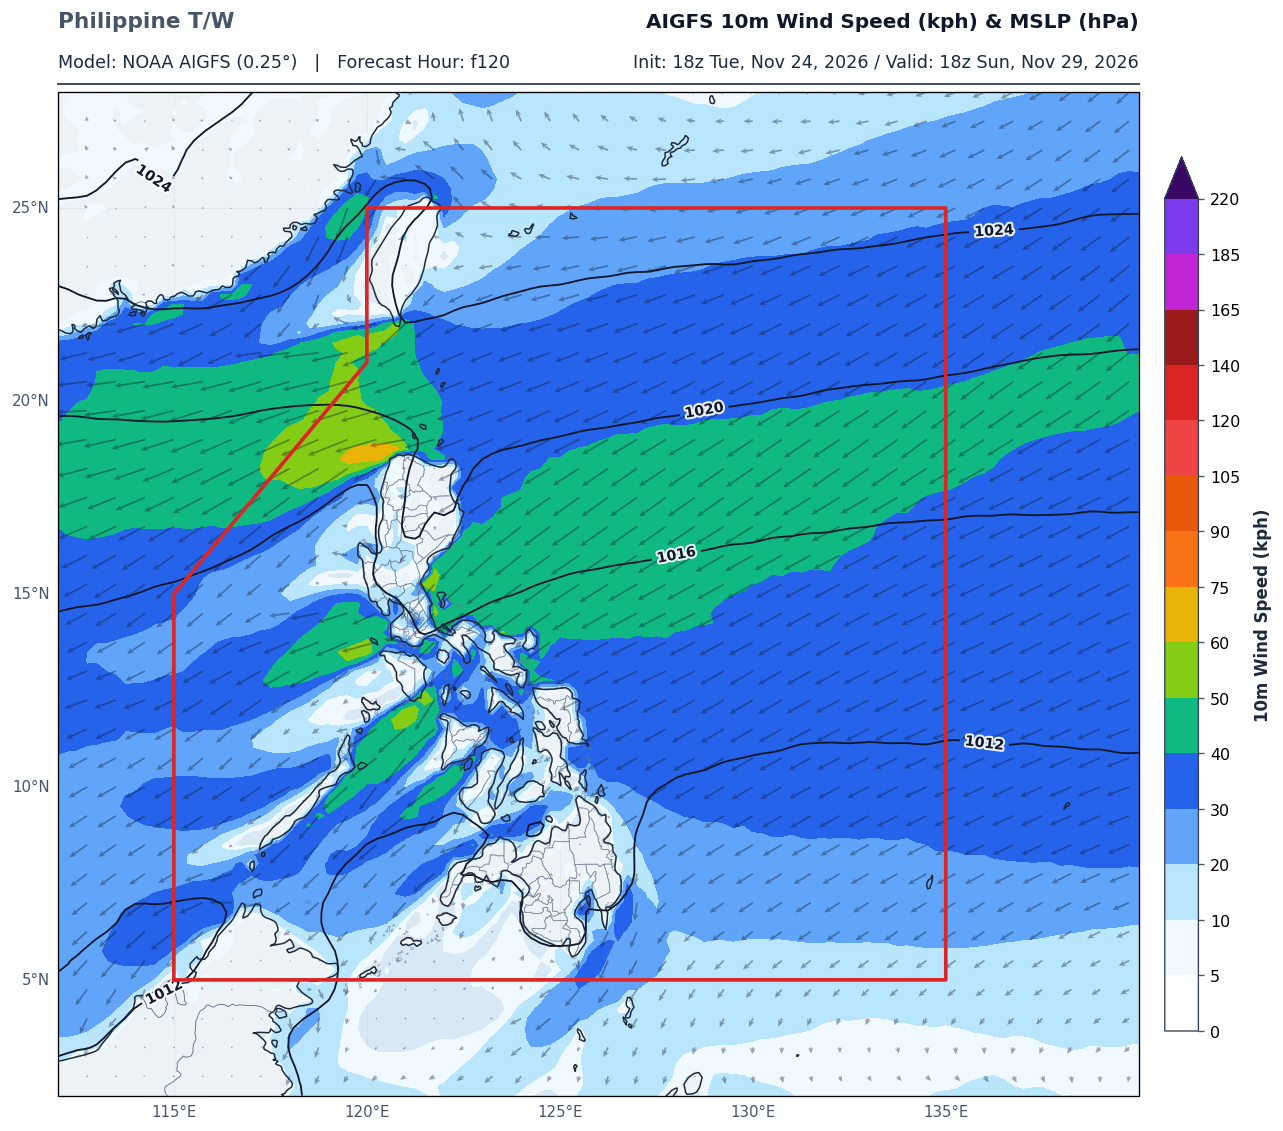 Philippine T/W
AIGFS 10m Wind Speed (kph) & MSLP (hPa)
Model: NOAA AIGFS (0.25°) | Forecast Hour: f120
Init: 18z Tue, Nov 24, 2026 / Valid: 18z Sun, Nov 29, 2026
1024
25°N
1024
20°N
1020
15°N
1016
1012
10°N
5°N
1012
115°E
120°E
125°E
130°E
135°E
220
185
165
140
120
105
90
75
60
50
40
30
20
10
5
0
10m Wind Speed (kph)